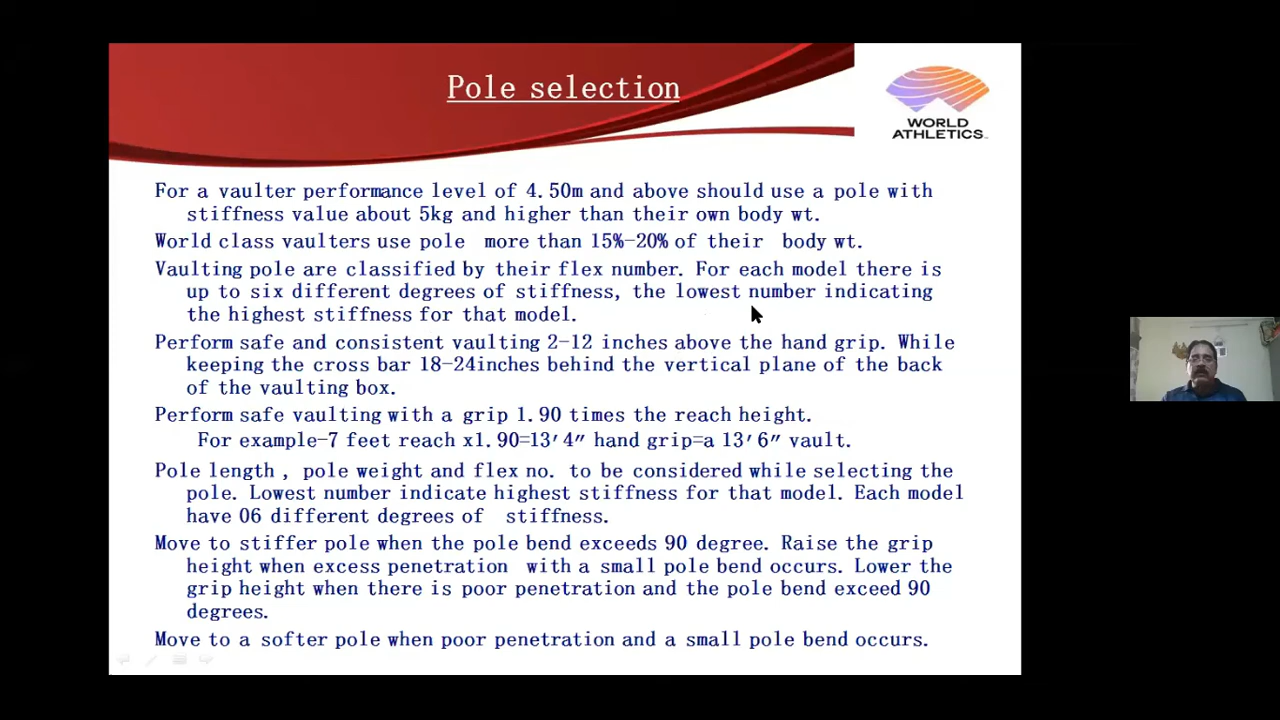 Pole selection
WORLD
ATHLETICS
For a vaulter performance level of 4.50m and above should use a pole with
stiffness value about 5kg and higher than their own body wt.
World class vaulters use pole more than 15%-20% of their body wt.
Vaulting pole are classified by their flex number. For each model there is
up to six different degrees of stiffness, the lowest number indicating
the highest stiffness for that model.
Perform safe and consistent vaulting 2-12 inches above the hand grip. While
keeping the cross bar 18-24inches behind the vertical plane of the back
of the vaulting box.
Perform safe vaulting with a grip 1.90 times the reach height.
For example-7 feet reach x1.90=13'4" hand grip=a 13'6" vault.
Pole length , pole weight and flex no. to be considered while selecting the
pole. Lowest number indicate highest stiffness for that model. Each model
have 06 different degrees of stiffness.
Move to stiffer pole when the pole bend exceeds 90 degree. Raise the grip
height when excess penetration with a small pole bend occurs. Lower the
grip height when there is poor penetration and the pole bend exceed 90
degrees.
Move to a softer pole when poor penetration and a small pole bend occurs.